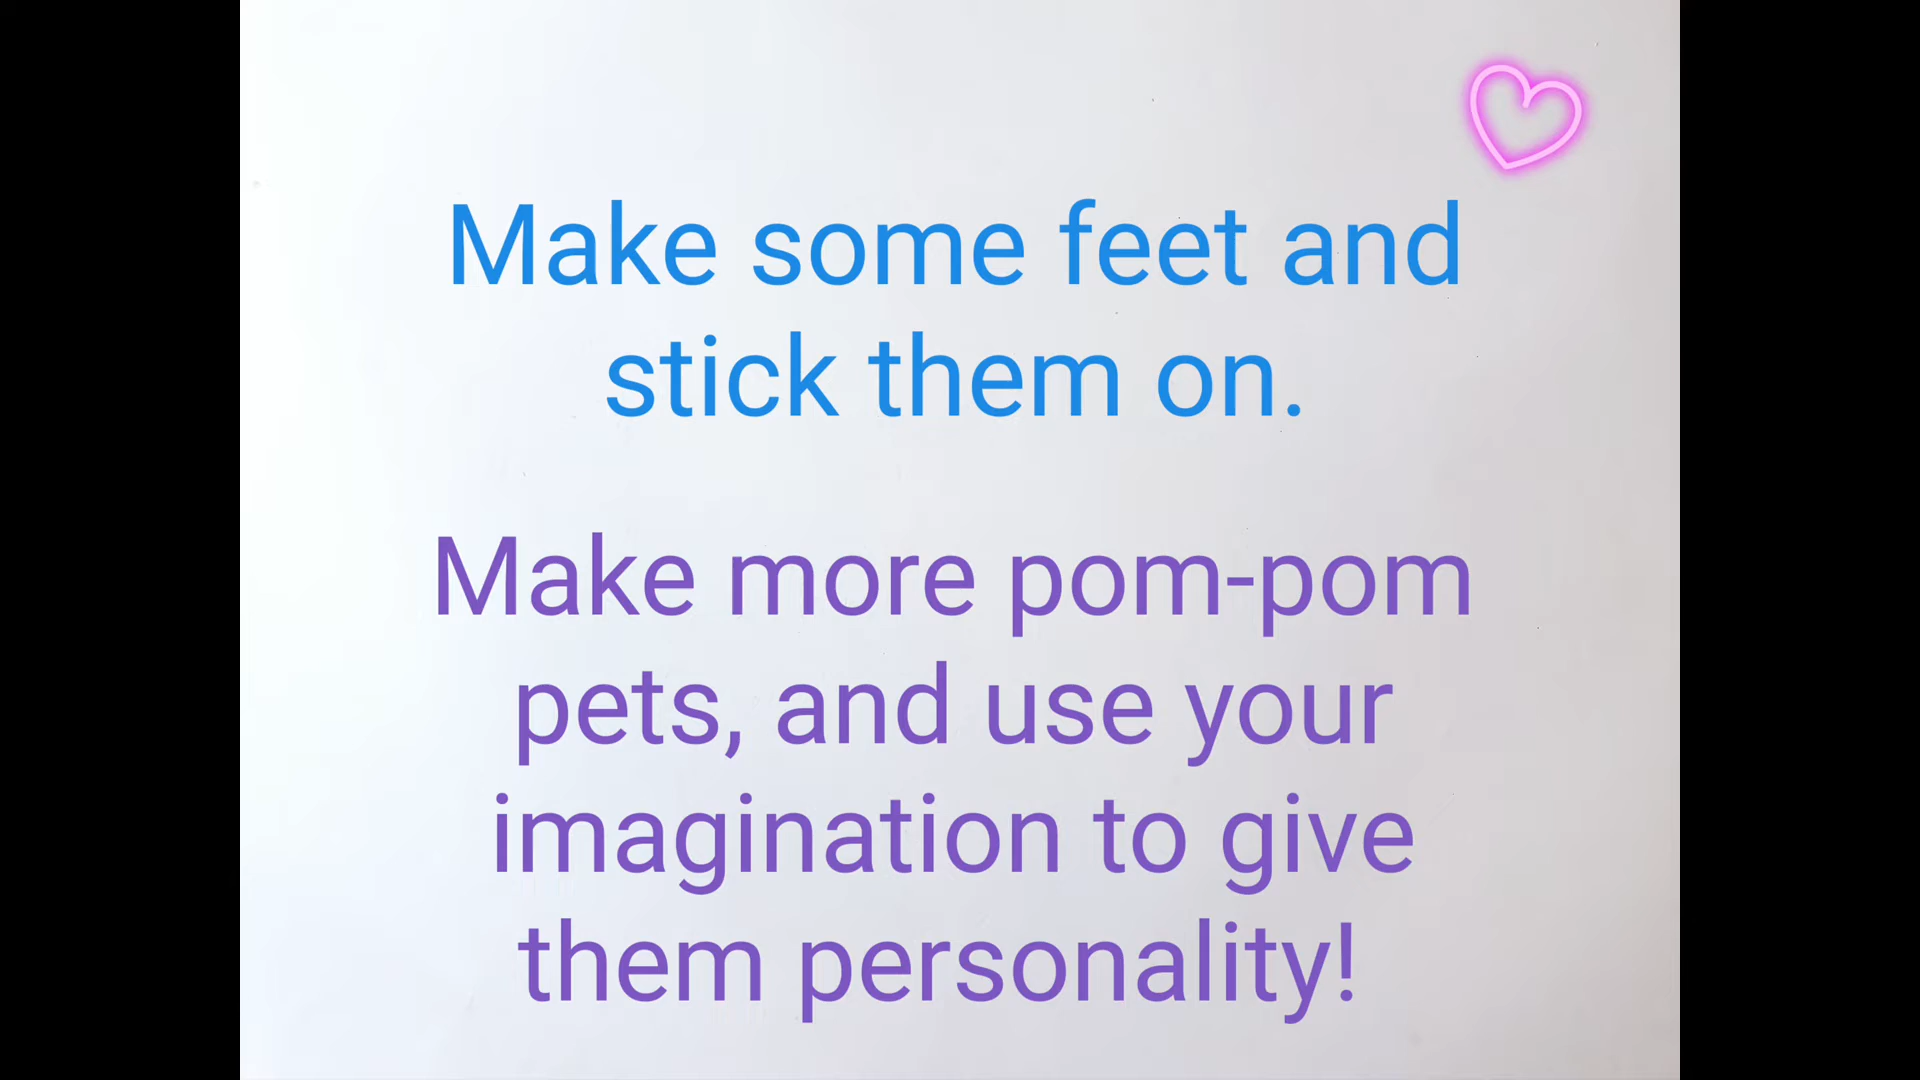 Make some feet and
stick them on.
Make more pom-pom
pets, and use your
imagination to give
them personality!